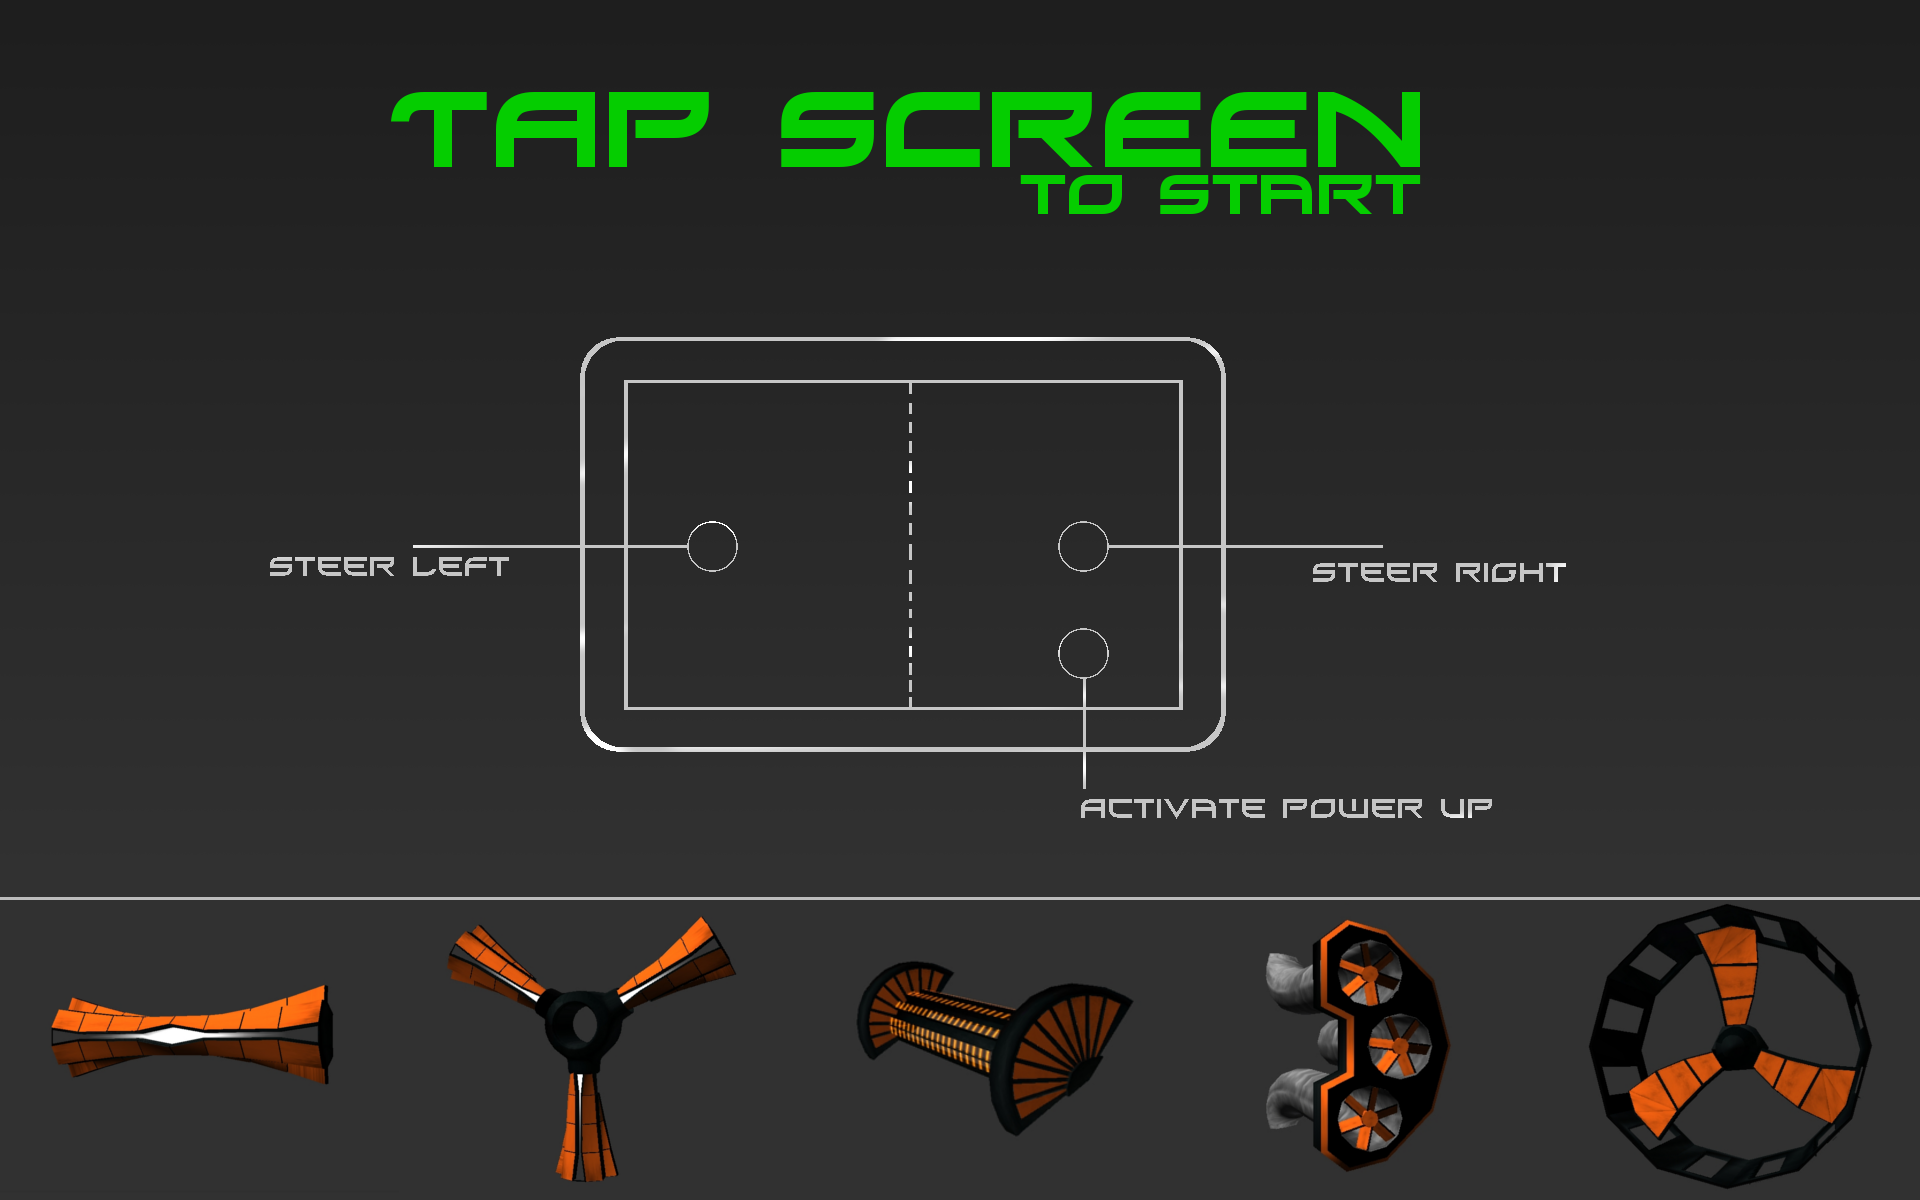 TAP SCREEN
TO START
STEER LEFT
STEER RIGHT
ACTIVATE POWER UP